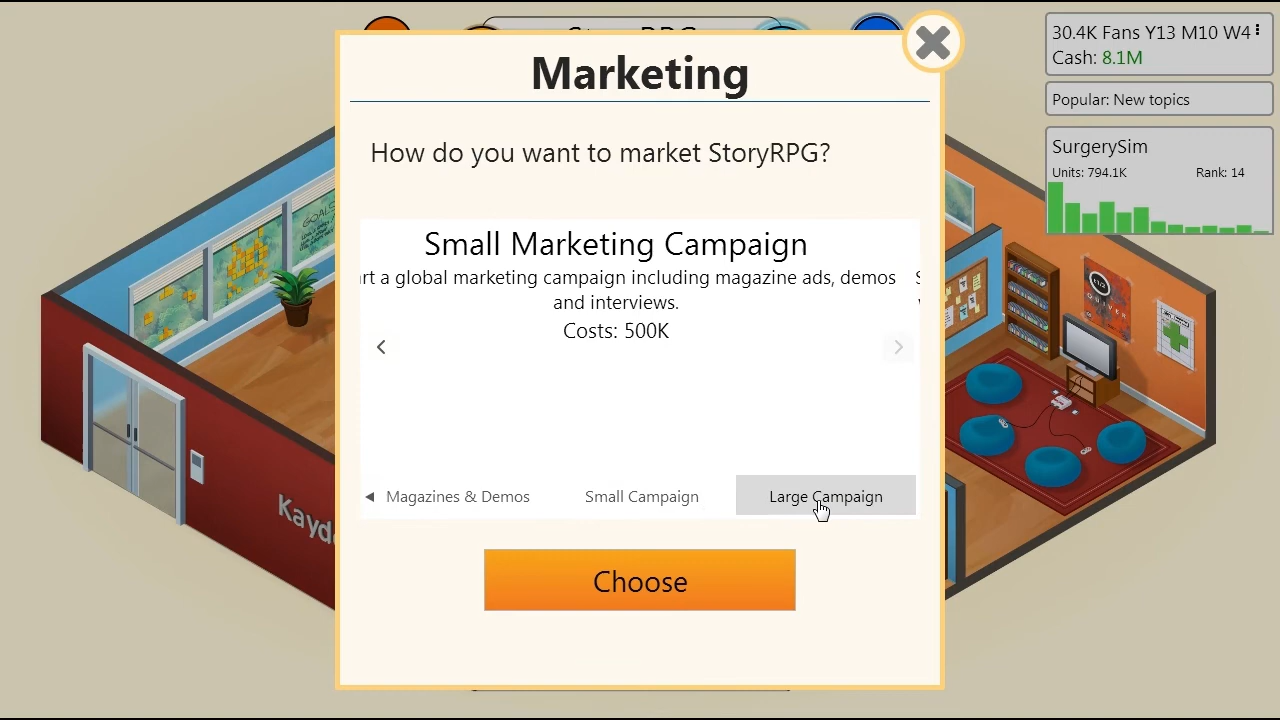 30.4K Fans Y13 M10 W4
Cash: 8.1M
Popular: New topics
SurgerySim
Units: 794.1K Rank: 14
Marketing
How do you want to market StoryRPG?
Small Marketing Campaign
rt a global marketing campaign including magazine ads, demos
and interviews.
Costs: 500K
Magazines & Demos Small Campaign Large Campaign
Choose
GOALS
Kayd